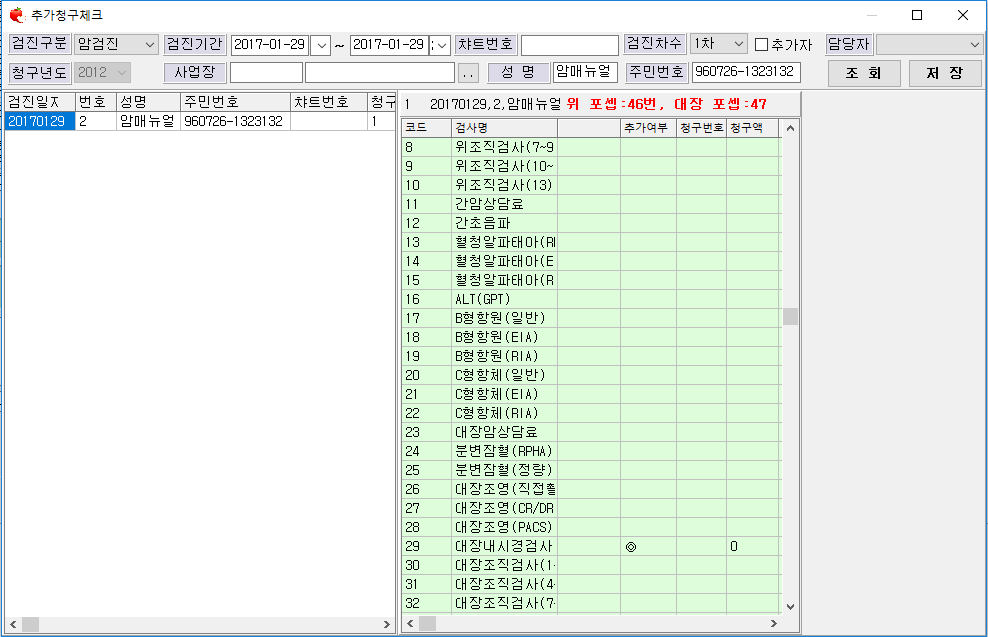 추가청구체크
검진구분 암검진 검진기간 2017-01-29 ~ 2017-01-29 챠트번호 검진차수 1차 추가자 담당자
청구년도 2012 사업장 .. 성 명 암매뉴얼 주민번호 960726-1323132 조 회 저 장
검진일자 번호 성명 주민번호 챠트번호 청구
20170129 2 암매뉴얼 960726-1323132 1
1 20170129,2,암매뉴얼 위 포셉:46번, 대장 포셉:47
코드 검사명 추가여부 청구번호 청구액
8 위조직검사(7~9
9 위조직검사(10~
10 위조직검사(13)
11 간암상담료
12 간초음파
13 혈청알파태아(RI
14 혈청알파태아(E
15 혈청알파태아(R
16 ALT(GPT)
17 B형항원(일반)
18 B형항원(EIA)
19 B형항원(RIA)
20 C형항체(일반)
21 C형항체(EIA)
22 C형항체(RIA)
23 대장암상담료
24 분변잠혈(RPHA)
25 분변잠혈(정량)
26 대장조영(직접촬
27 대장조영(CR/DR
28 대장조영(PACS)
29 대장내시경검사 ◎ 0
30 대장조직검사(1-
31 대장조직검사(4-
32 대장조직검사(7-